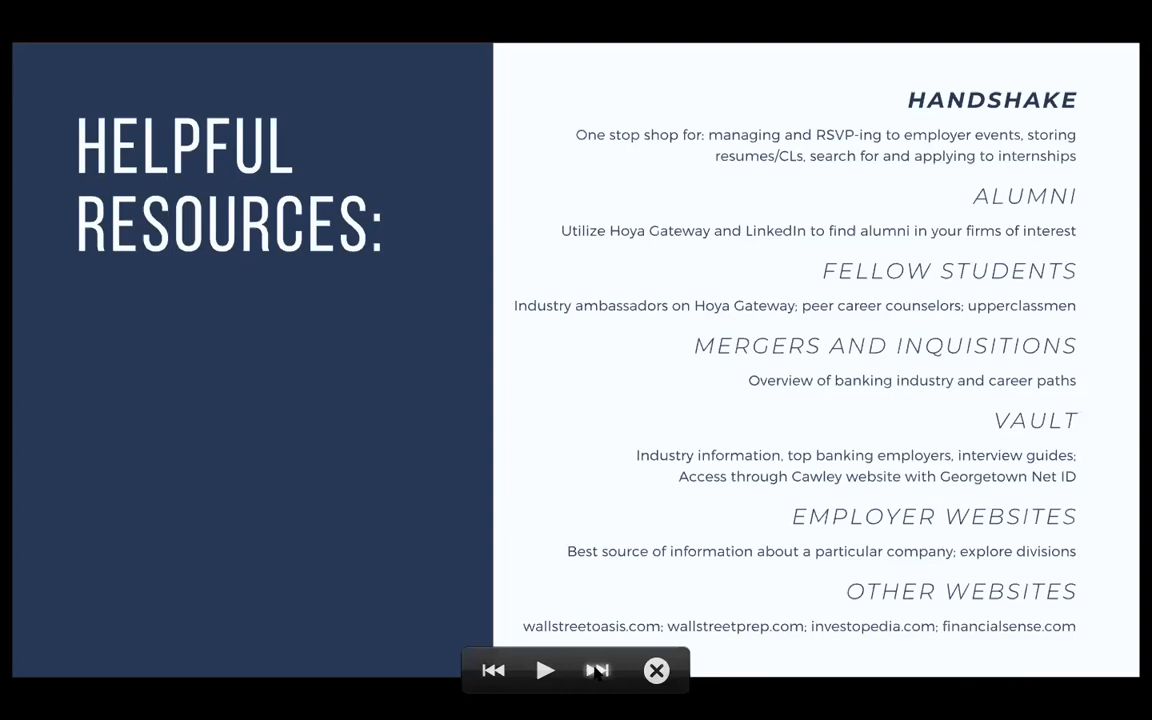 HELPFUL
RESOURCES:
HANDSHAKE
One stop shop for: managing and RSVP-ing to employer events, storing
resumes/CLs, search for and applying to internships
ALUMNI
Utilize Hoya Gateway and LinkedIn to find alumni in your firms of interest
FELLOW STUDENTS
Industry ambassadors on Hoya Gateway; peer career counselors; upperclassmen
MERGERS AND INQUISITIONS
Overview of banking industry and career paths
VAULT
Industry information, top banking employers, interview guides;
Access through Cawley website with Georgetown Net ID
EMPLOYER WEBSITES
Best source of information about a particular company; explore divisions
OTHER WEBSITES
wallstreetoasis.com; wallstreetprep.com; investopedia.com; financialsense.com